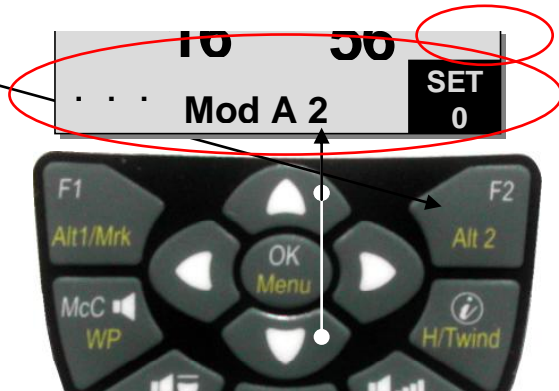 16 56
. . . Mod A 2
SET
0
F1
F2
Alt1/Mrk
Alt 2
OK
Menu
McC
WP
i
H/Twind